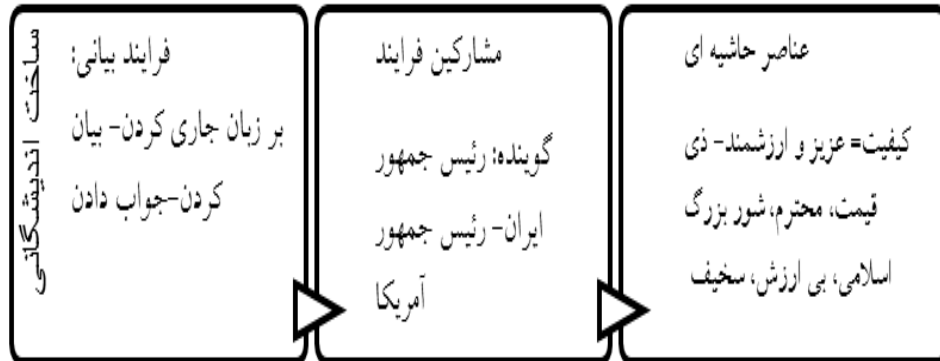 ساخت اندیشگانی
فرایند بیانی:
بر زبان جاری کردن- بیان
کردن-جواب دادن
مشارکین فرایند
گوینده: رئیس جمهور
ایران- رئیس جمهور
آمریکا
عناصر حاشیه ای
کیفیت= عزیز و ارزشمند- ذی
قیمت، محترم، شور بزرگ
اسلامی، بی ارزش، سخیف